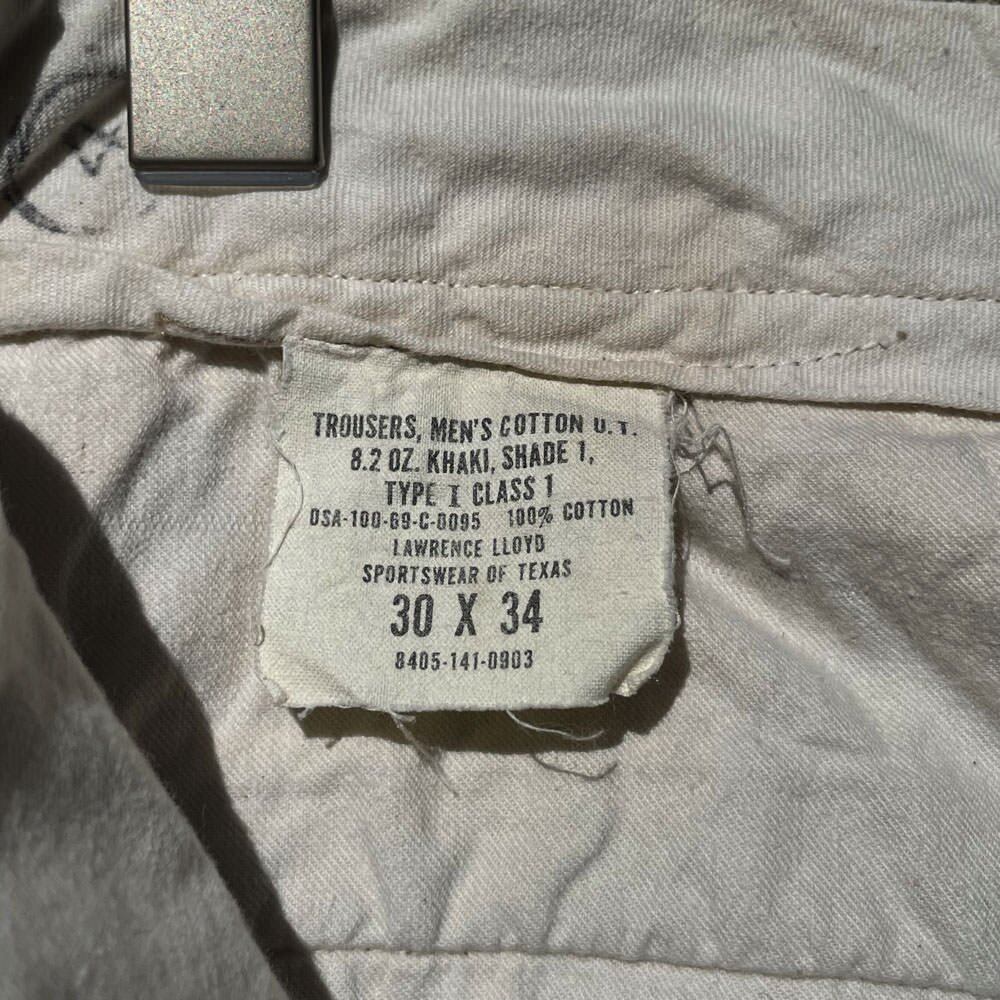 TROUSERS, MEN'S COTTON U.T.
8.2 OZ. KHAKI, SHADE 1,
TYPE I CLASS 1
DSA-100-69-C-0095 100% COTTON
LAWRENCE LLOYD
SPORTSWEAR OF TEXAS
30 X 34
8405-141-0903